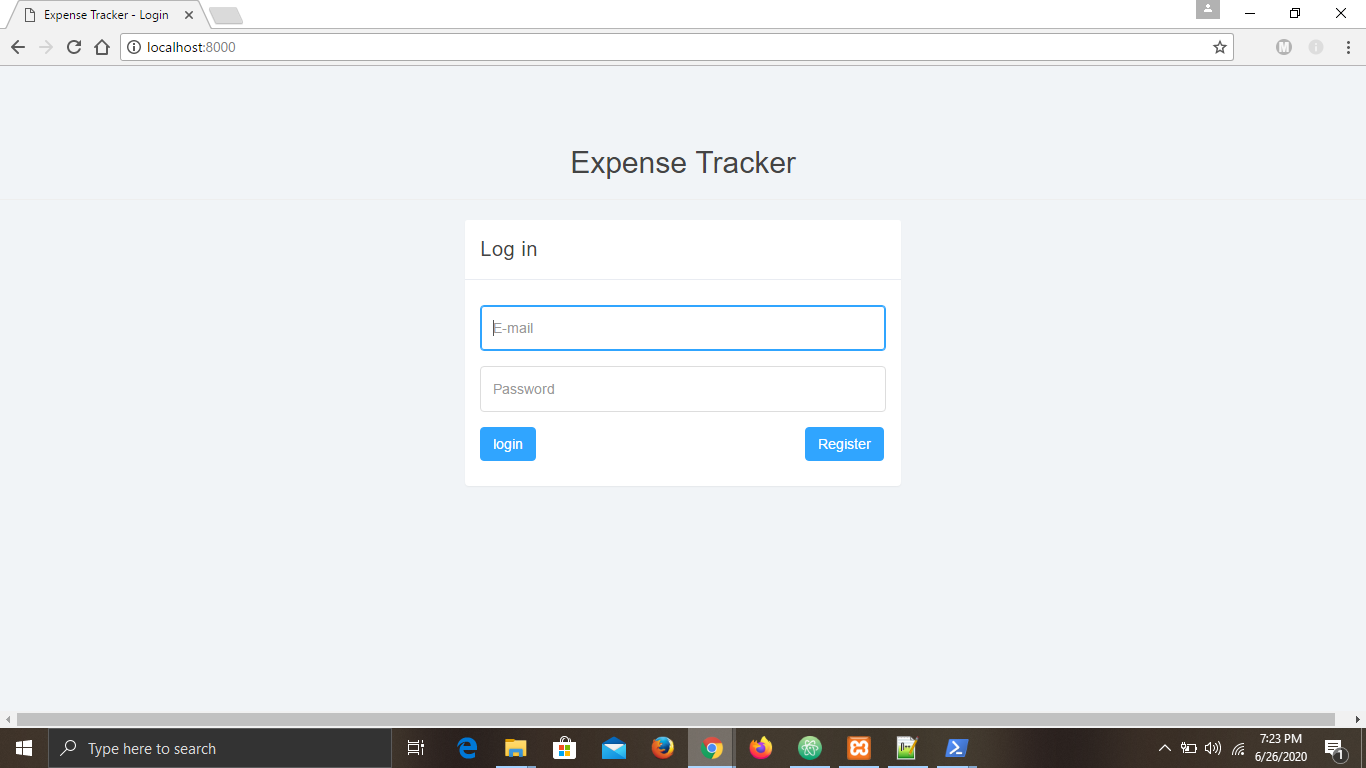 Expense Tracker - Login
localhost:8000
Expense Tracker
Log in
E-mail
Password
login Register
Type here to search
7:23 PM
6/26/2020
1